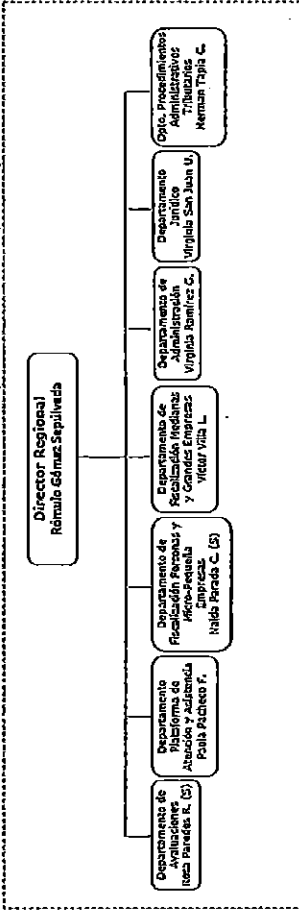 Director Regional
Rómulo Gómez Sepúlveda
Departamento de
Avaluaciones
Rosa Paredes R. (S)
Departamento
Plataforma de
Atención y Asistencia
Paola Pacheco F.
Departamento de
Fiscalización Personas y
Micro-Pequeña
Empresas
Nalda Parada C. (S)
Departamento de
Fiscalización Medianas
y Grandes Empresas
Víctor Villa L.
Departamento de
Administración
Virginia Ramírez G.
Departamento
Jurídico
Virginia San Juan U.
Dpto. Procedimientos
Administrativos
Tributarios
Herman Tapia C.